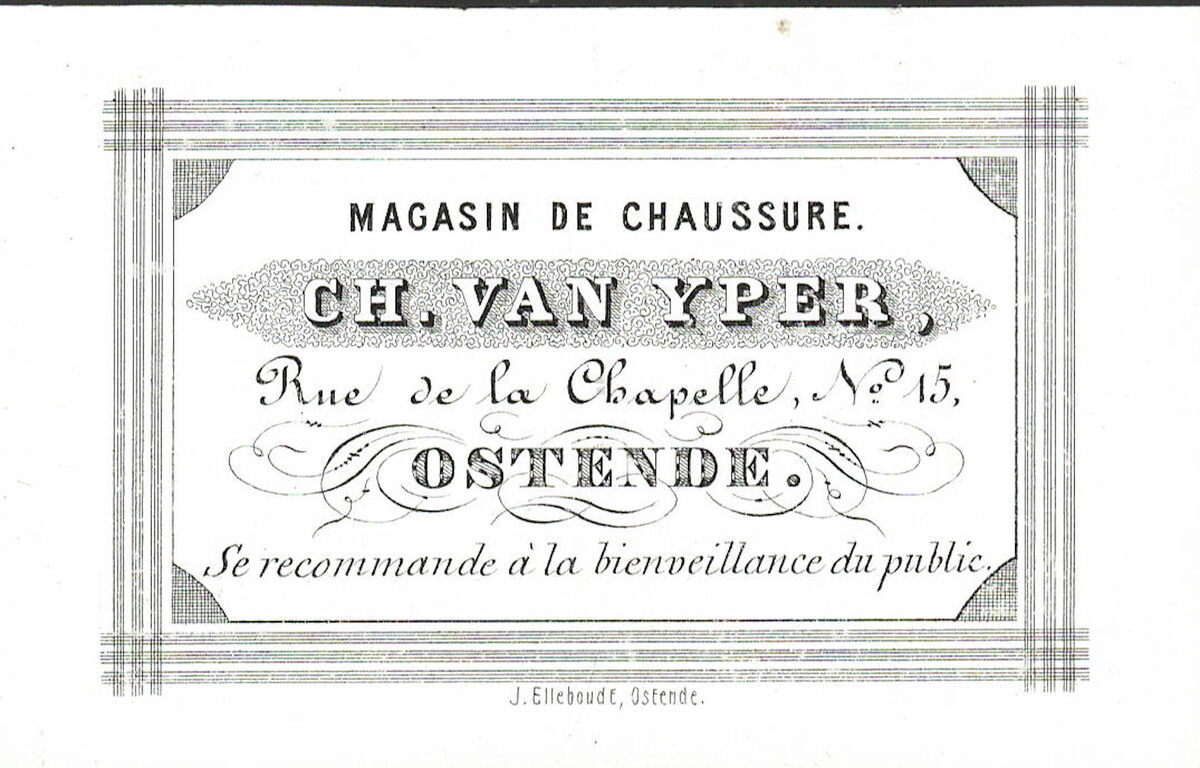 MAGASIN DE CHAUSSURE.
CH. VAN YPER,
Rue de la Chapelle, No. 15,
OSTENDE.
Se recommande à la bienveillance du public.
J. Elleboudt, Ostende.